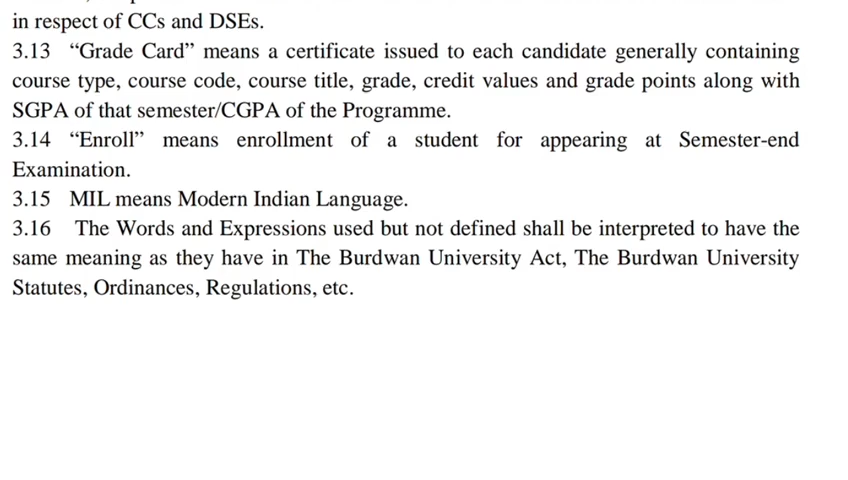 in respect of CCs and DSEs.
3.13 “Grade Card” means a certificate issued to each candidate generally containing
course type, course code, course title, grade, credit values and grade points along with
SGPA of that semester/CGPA of the Programme.
3.14 “Enroll” means enrollment of a student for appearing at Semester-end
Examination.
3.15 MIL means Modern Indian Language.
3.16 The Words and Expressions used but not defined shall be interpreted to have the
same meaning as they have in The Burdwan University Act, The Burdwan University
Statutes, Ordinances, Regulations, etc.